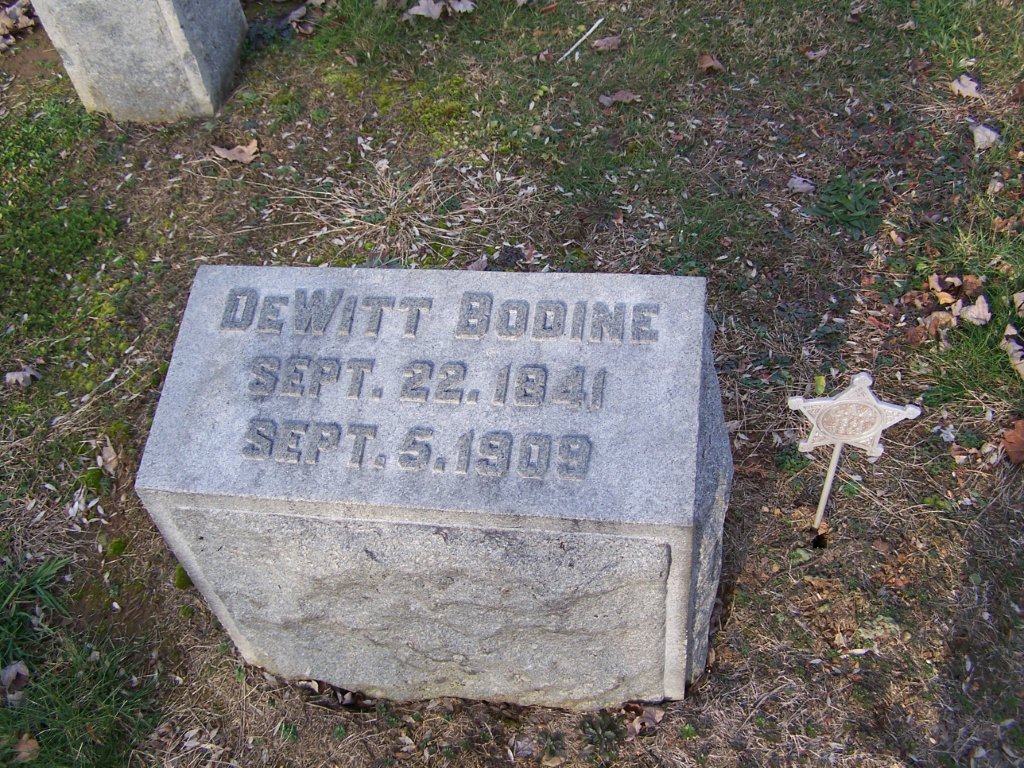 DeWitt Bodine
Sept. 22. 1841
Sept. 5. 1909